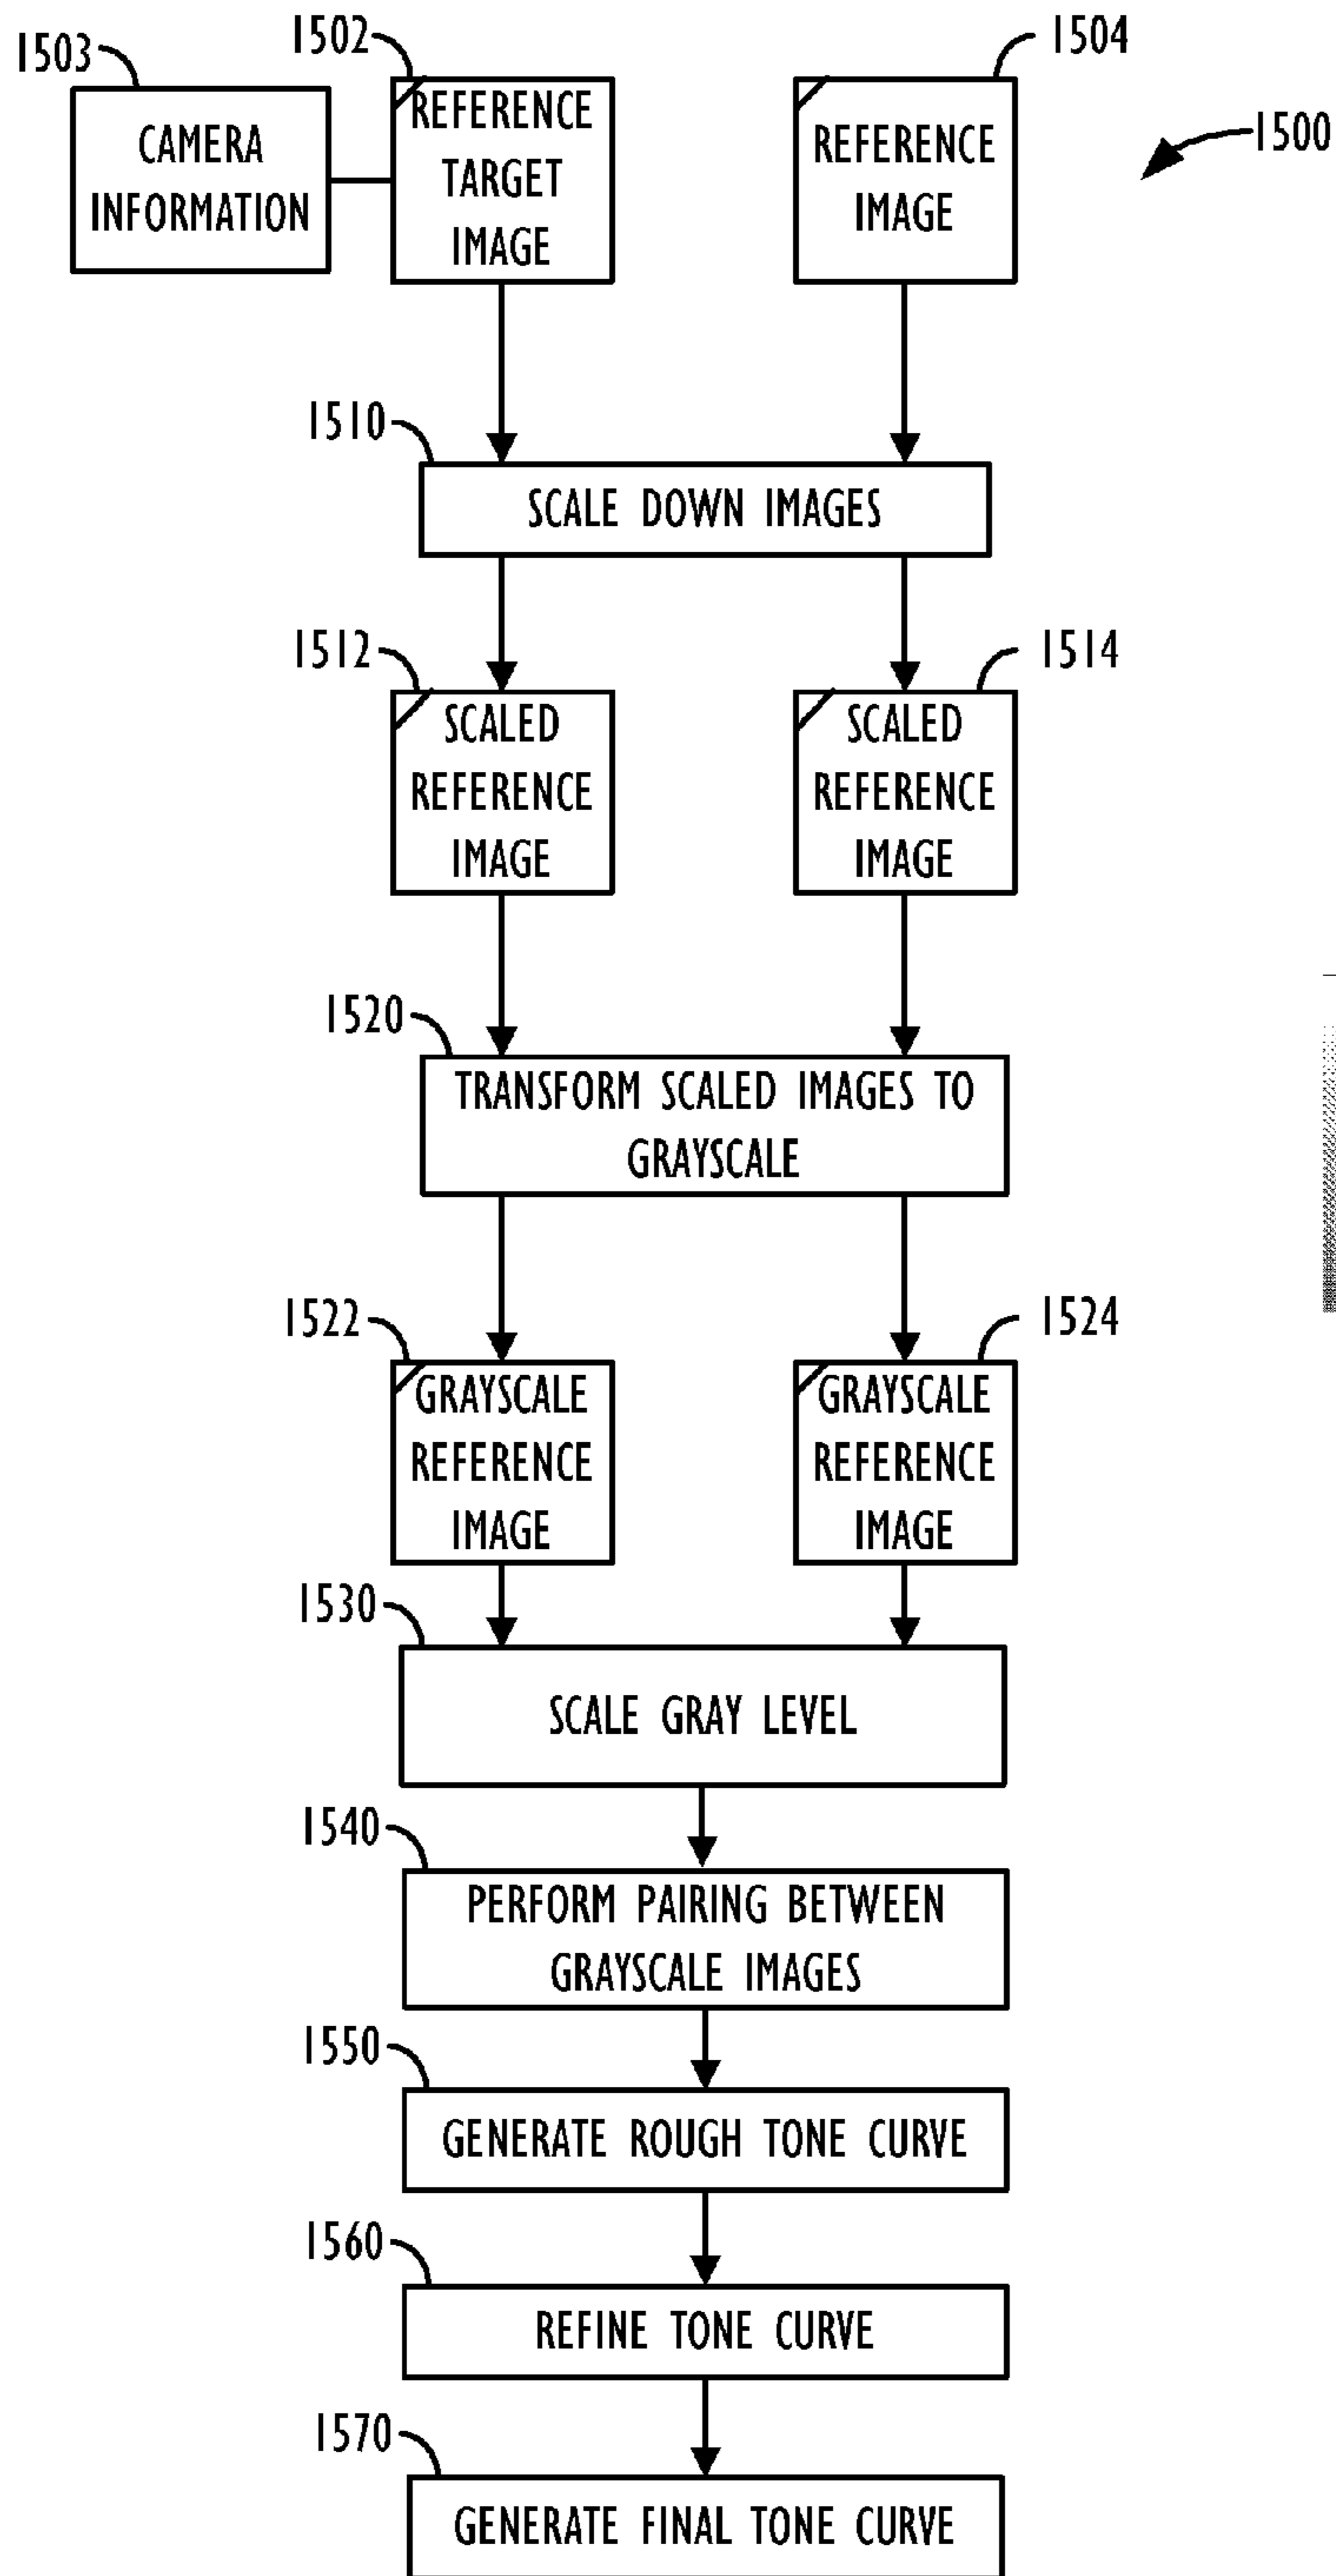 1503
1502
1504
1500
CAMERA
INFORMATION
REFERENCE
TARGET
IMAGE
REFERENCE
IMAGE
1510
SCALE DOWN IMAGES
1512
1514
SCALED
REFERENCE
IMAGE
SCALED
REFERENCE
IMAGE
1520
TRANSFORM SCALED IMAGES TO
GRAYSCALE
1522
1524
GRAYSCALE
REFERENCE
IMAGE
GRAYSCALE
REFERENCE
IMAGE
1530
SCALE GRAY LEVEL
1540
PERFORM PAIRING BETWEEN
GRAYSCALE IMAGES
1550
GENERATE ROUGH TONE CURVE
1560
REFINE TONE CURVE
1570
GENERATE FINAL TONE CURVE